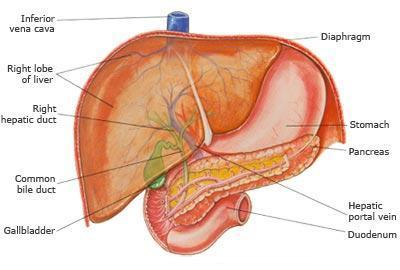 Inferior
vena cava
Diaphragm
Right lobe
of liver
Right
hepatic duct
Stomach
Pancreas
Common
bile duct
Hepatic
portal vein
Gallbladder
Duodenum